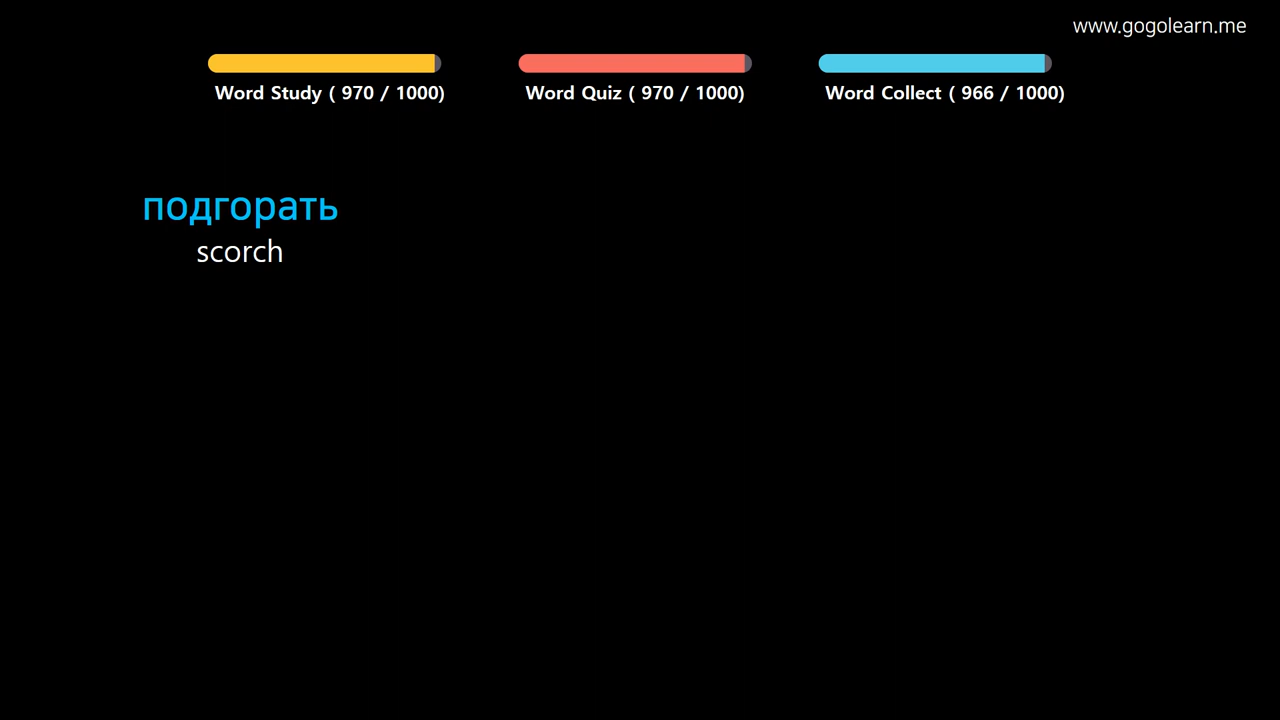 www.gogolearn.me
Word Study ( 970 / 1000)
Word Quiz ( 970 / 1000)
Word Collect ( 966 / 1000)
подгорать
scorch